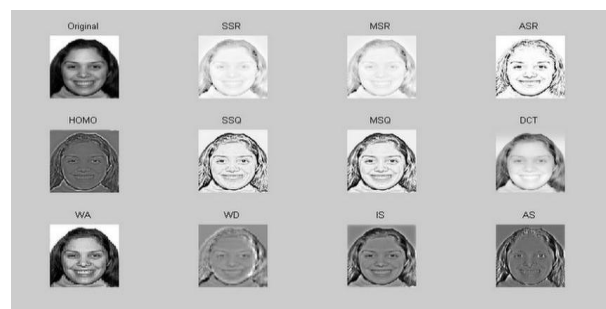 Original SSR MSR ASR
HOMO SSQ MSQ DCT
WA WD IS AS